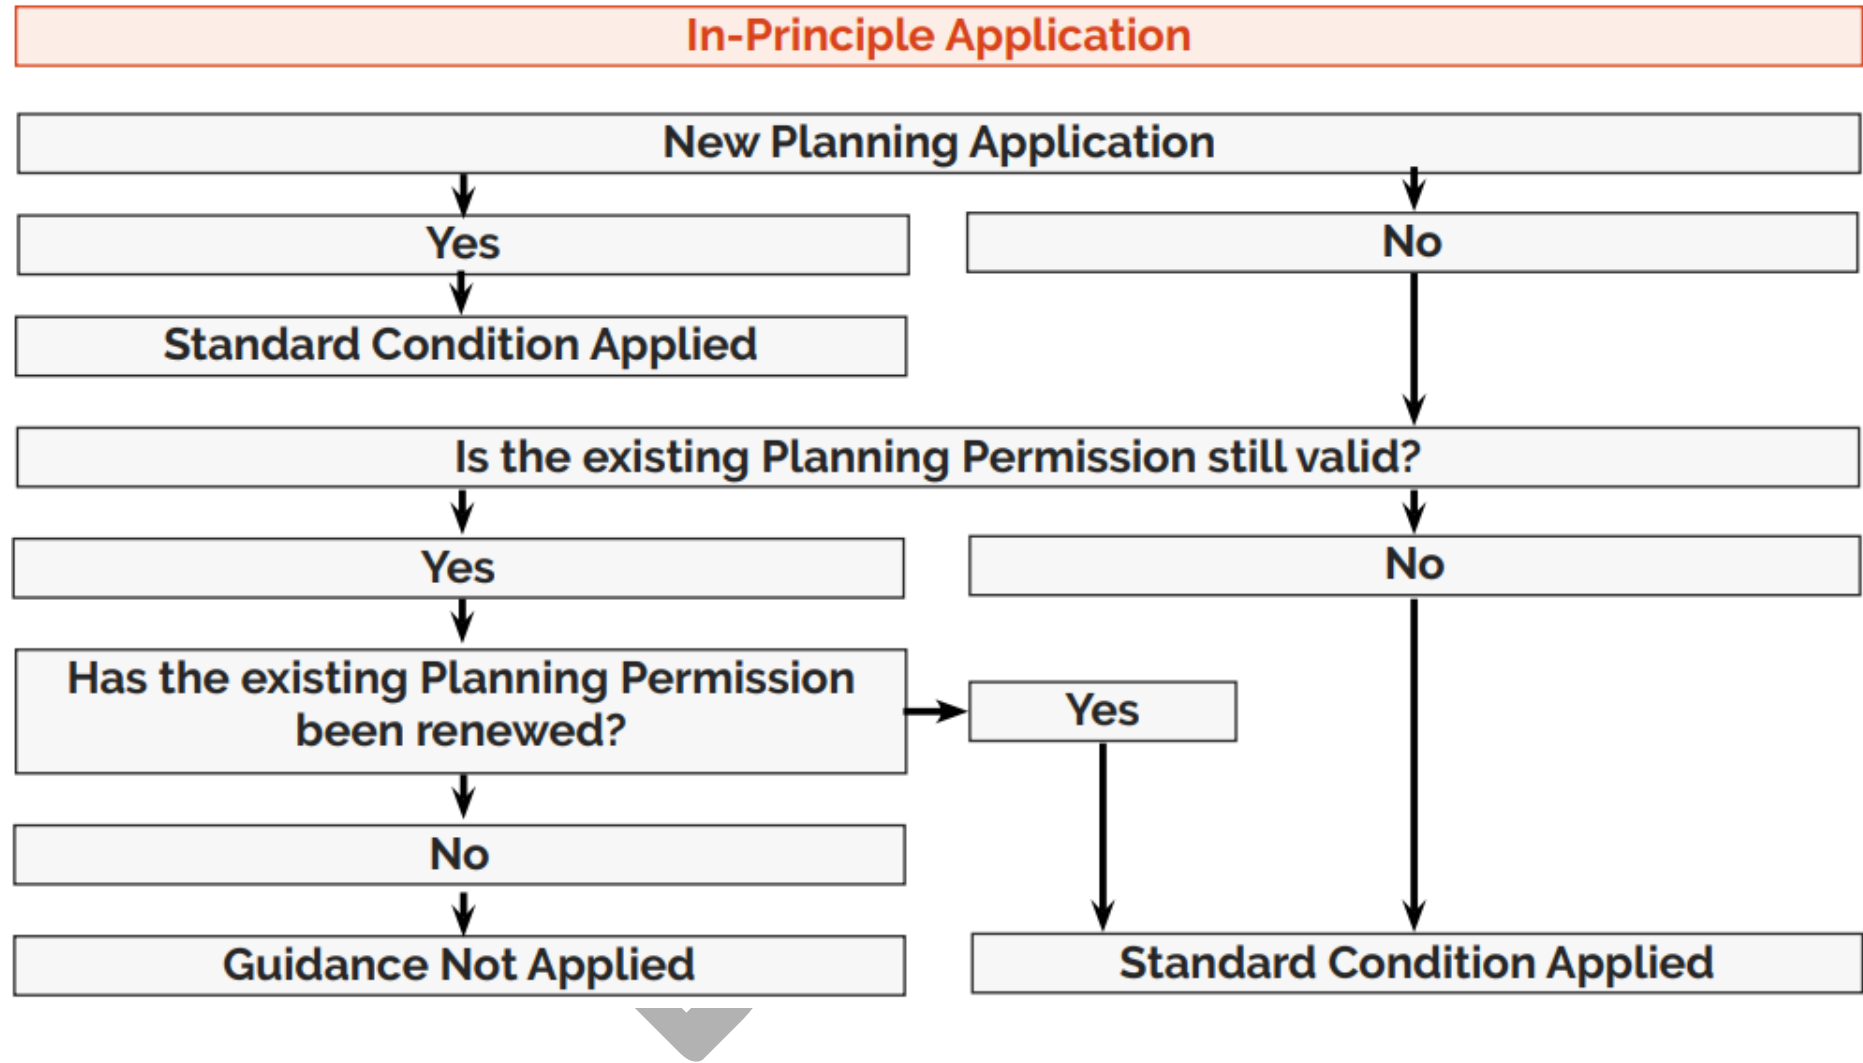 In-Principle Application
New Planning Application
Yes
No
Standard Condition Applied
Is the existing Planning Permission still valid?
Yes
No
Has the existing Planning Permission
been renewed?
Yes
No
Guidance Not Applied
Standard Condition Applied